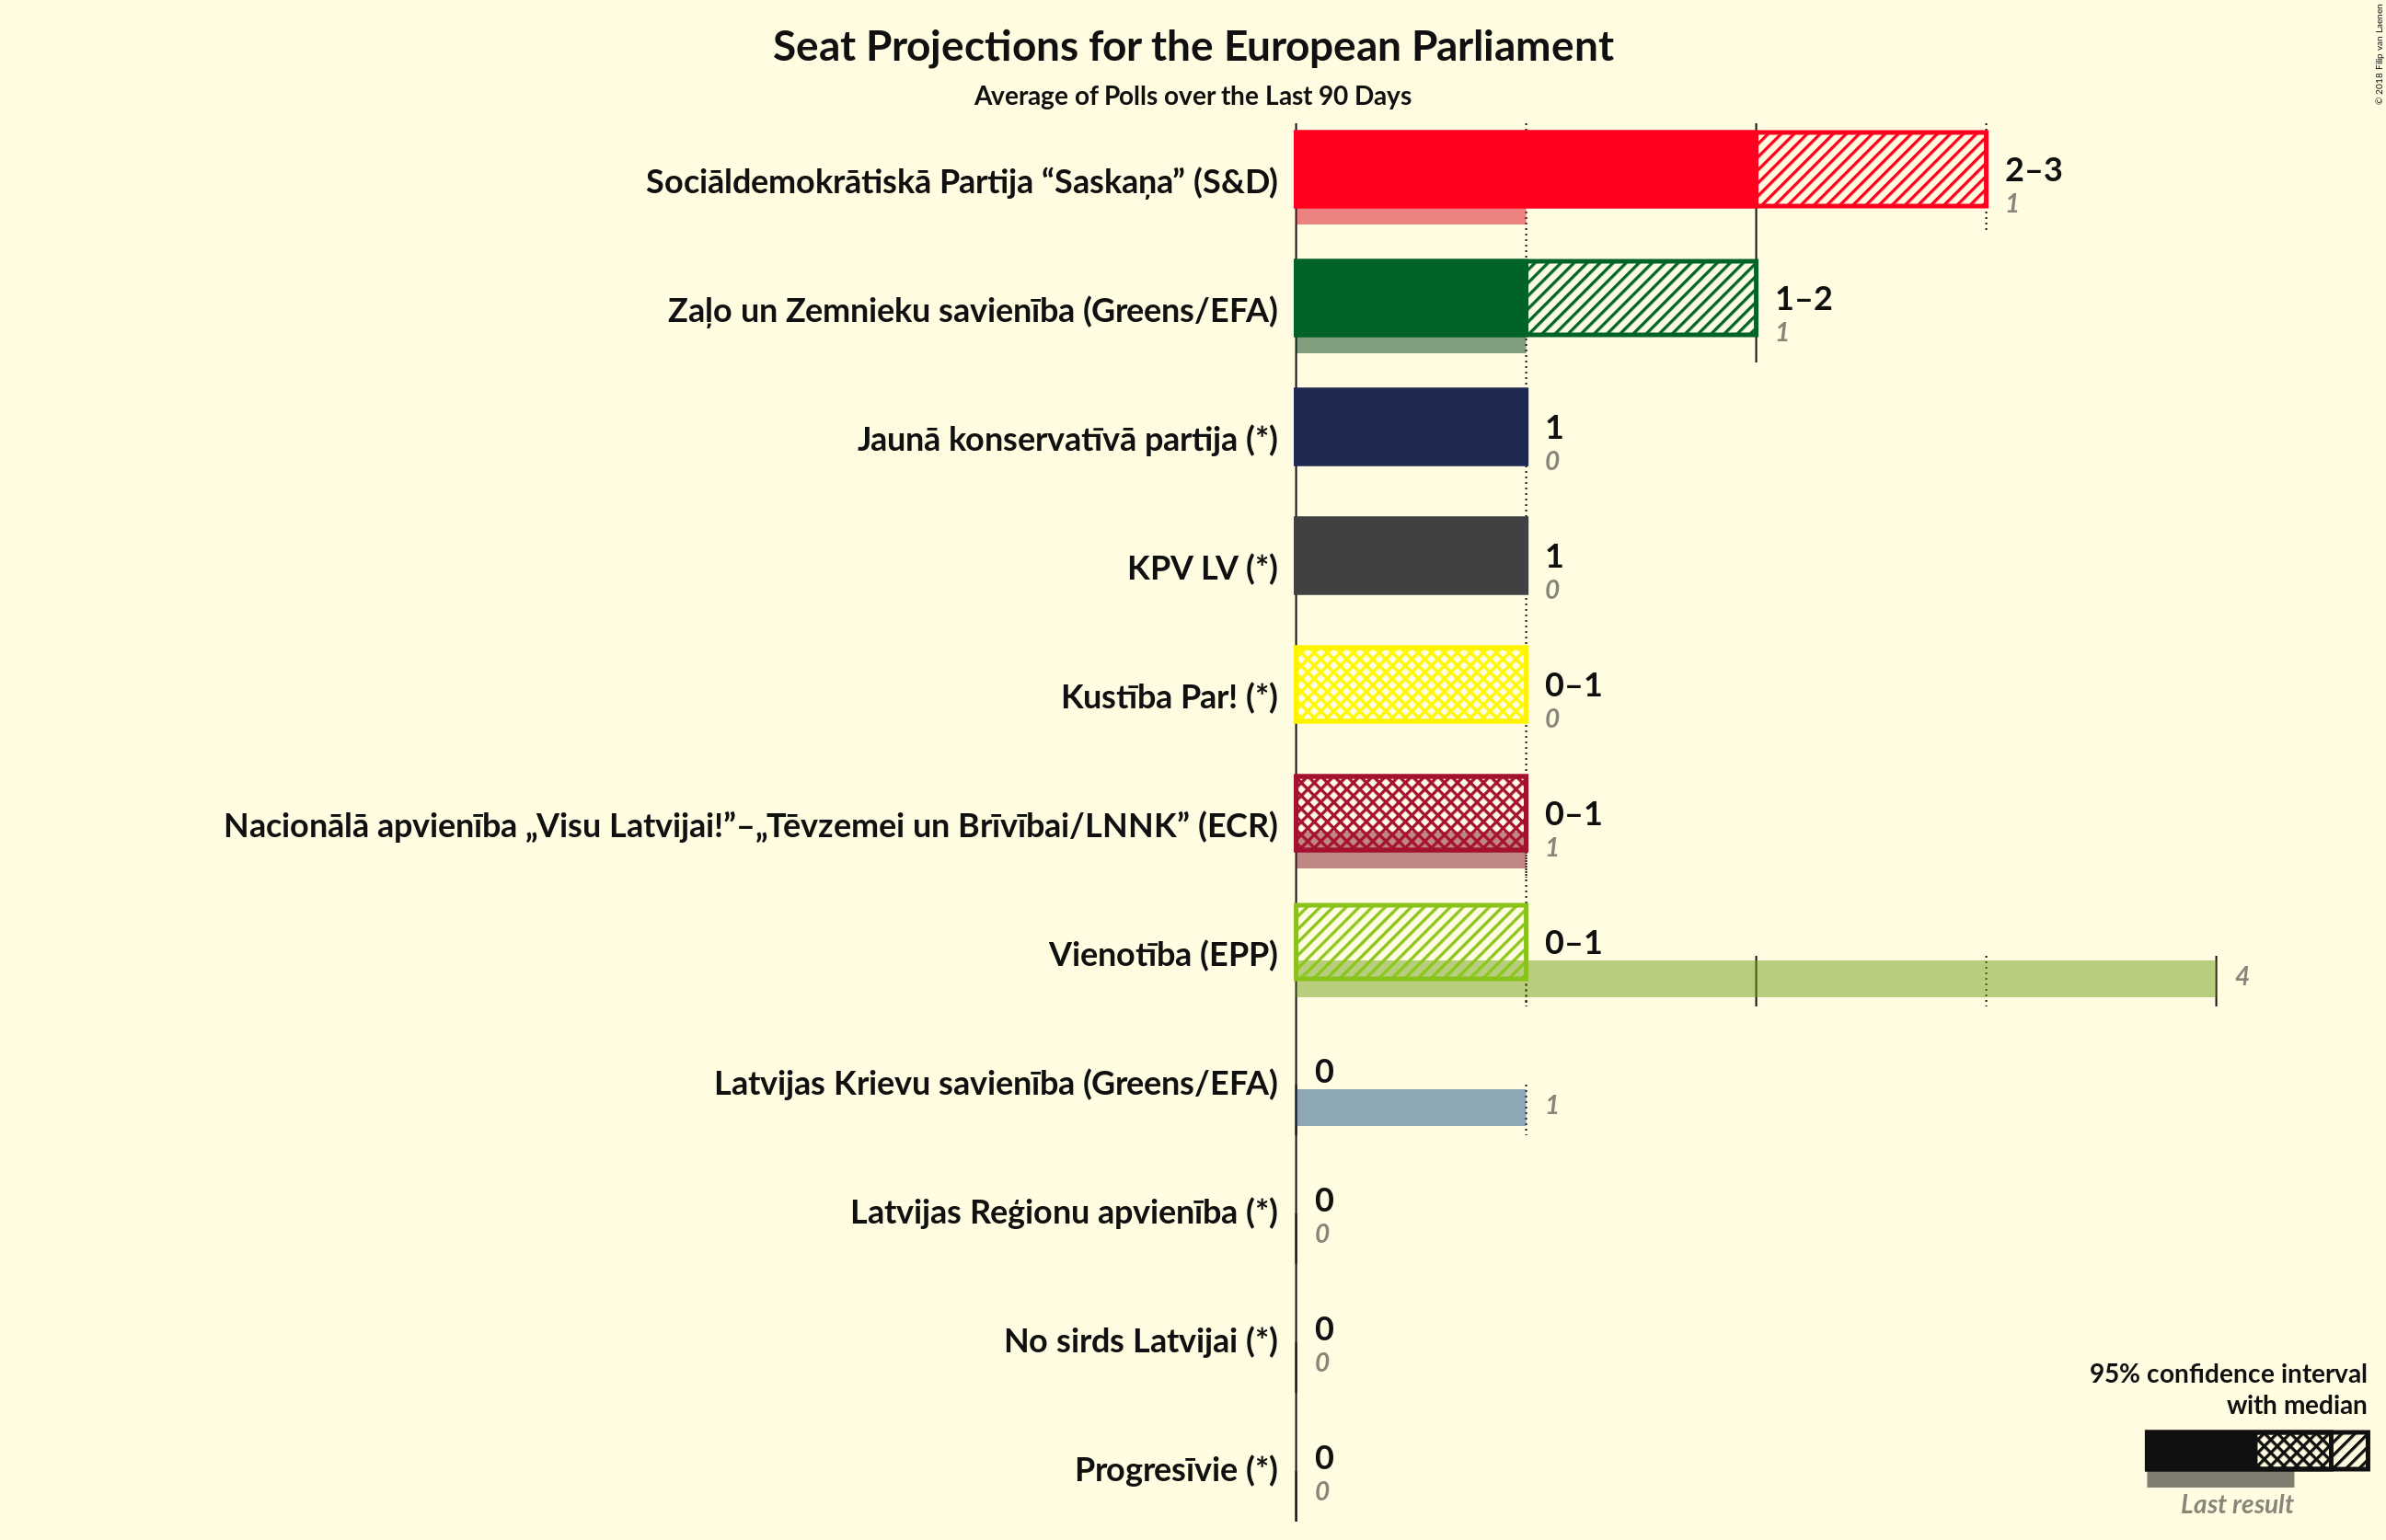 Seat Projections for the European Parliament
Average of Polls over the Last 90 Days
© 2018 Filip van Laenen
Sociāldemokrātiskā Partija “Saskaņa” (S&D)
2–3
1
Zaļo un Zemnieku savienība (Greens/EFA)
1–2
1
Jaunā konservatīvā partija (*)
1
0
KPV LV (*)
1
0
Kustība Par! (*)
0–1
0
Nacionālā apvienība „Visu Latvijai!”–„Tēvzemei un Brīvībai/LNNK” (ECR)
0–1
1
Vienotība (EPP)
0–1
4
Latvijas Krievu savienība (Greens/EFA)
0
1
Latvijas Reģionu apvienība (*)
0
0
No sirds Latvijai (*)
0
0
Progresīvie (*)
0
0
95% confidence interval
with median
Last result